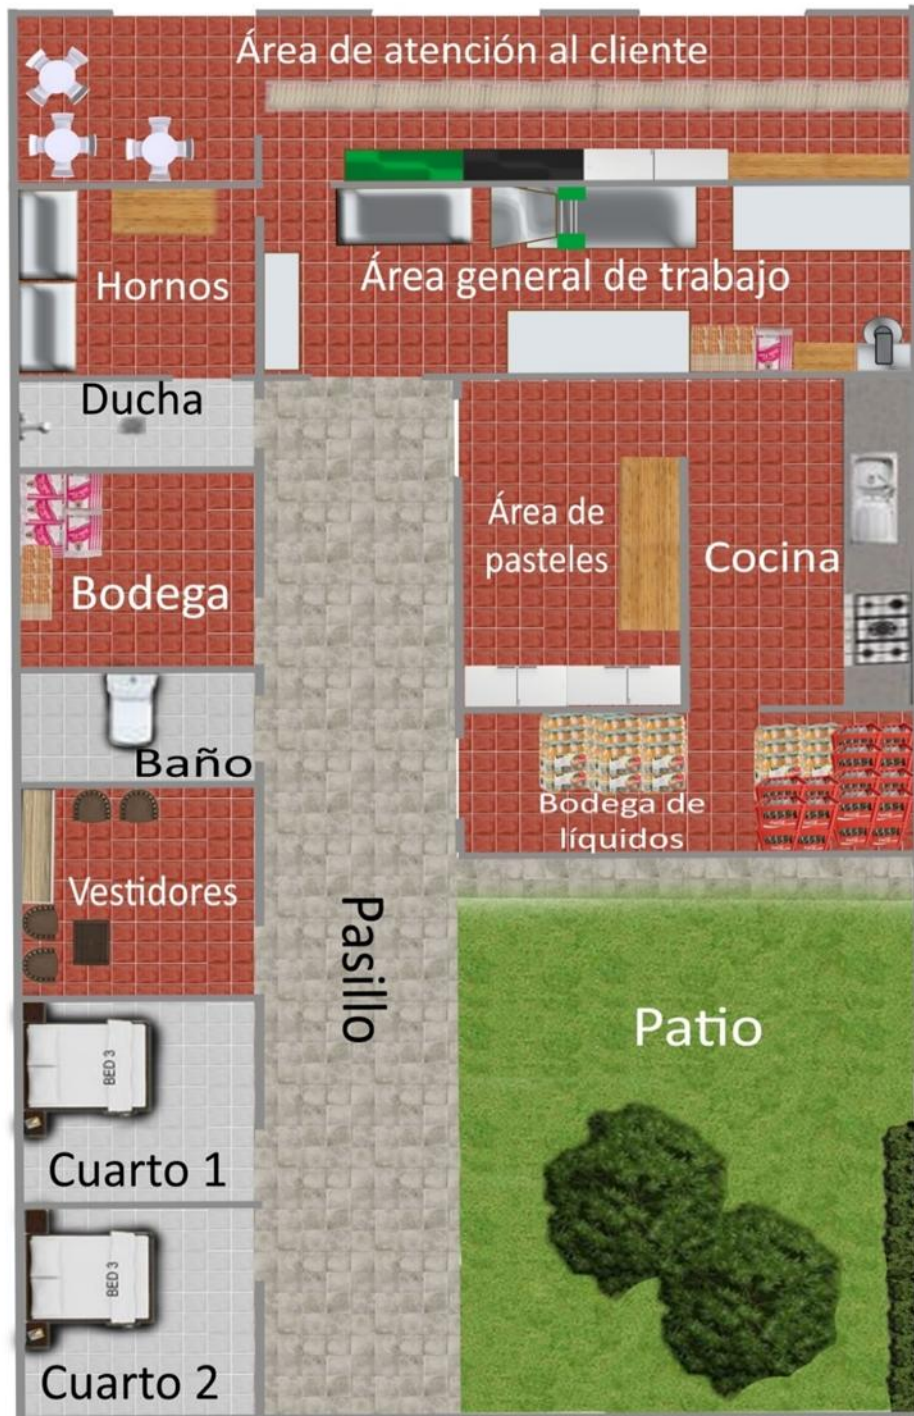 Área de atención al cliente
Hornos
Área general de trabajo
Ducha
Bodega
Área de
pasteles
Cocina
Baño
Bodega de
líquidos
Vestidores
Pasillo
Patio
BED 3
Cuarto 1
BED 3
Cuarto 2